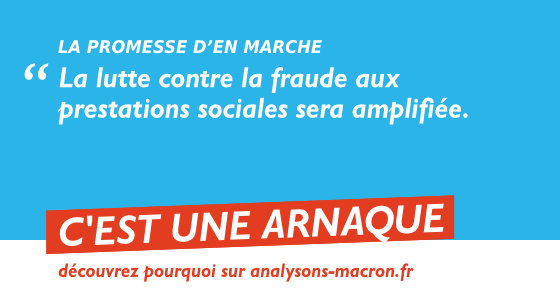 LA PROMESSE D’EN MARCHE
“ La lutte contre la fraude aux
prestations sociales sera amplifiée.
C'EST UNE ARNAQUE
découvrez pourquoi sur analysons-macron.fr